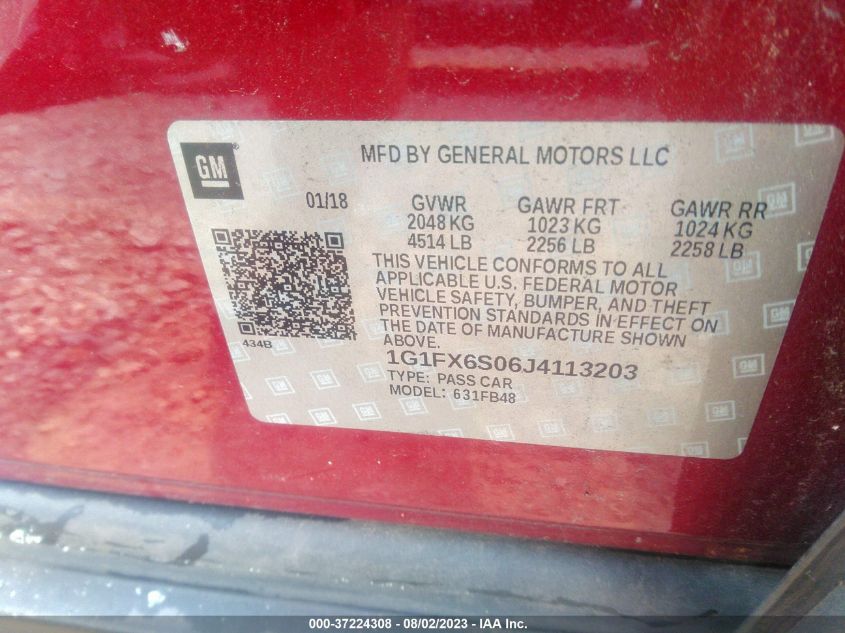 GM
MFD BY GENERAL MOTORS LLC
01/18
GVWR GAWR FRT GAWR RR
2048 KG 1023 KG 1024 KG
4514 LB 2256 LB 2258 LB
THIS VEHICLE CONFORMS TO ALL
APPLICABLE U.S. FEDERAL MOTOR
VEHICLE SAFETY, BUMPER, AND THEFT
PREVENTION STANDARDS IN EFFECT ON
THE DATE OF MANUFACTURE SHOWN
ABOVE.
434B
1G1FX6S06J4113203
TYPE: PASS CAR
MODEL: 631FB48
000-37224308 - 08/02/2023 - IAA Inc.